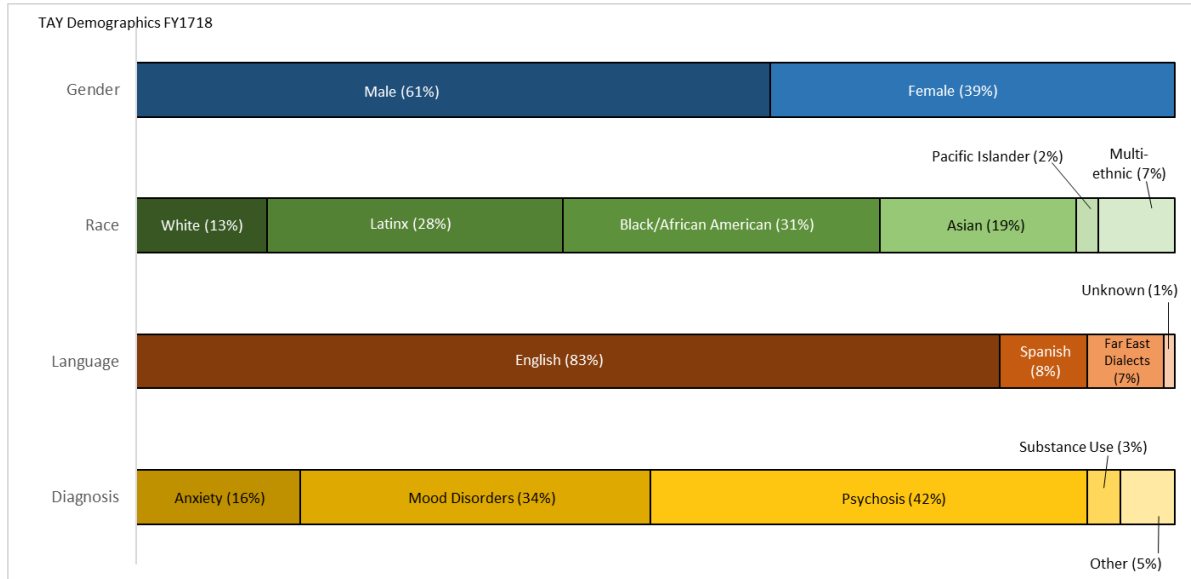 TAY Demographics FY1718
Gender
Male (61%)
Female (39%)
Pacific Islander (2%)
Multi-
ethnic (7%)
Race
White (13%)
Latinx (28%)
Black/African American (31%)
Asian (19%)
Unknown (1%)
Language
English (83%)
Spanish
(8%)
Far East
Dialects
(7%)
Substance Use (3%)
Diagnosis
Anxiety (16%)
Mood Disorders (34%)
Psychosis (42%)
Other (5%)